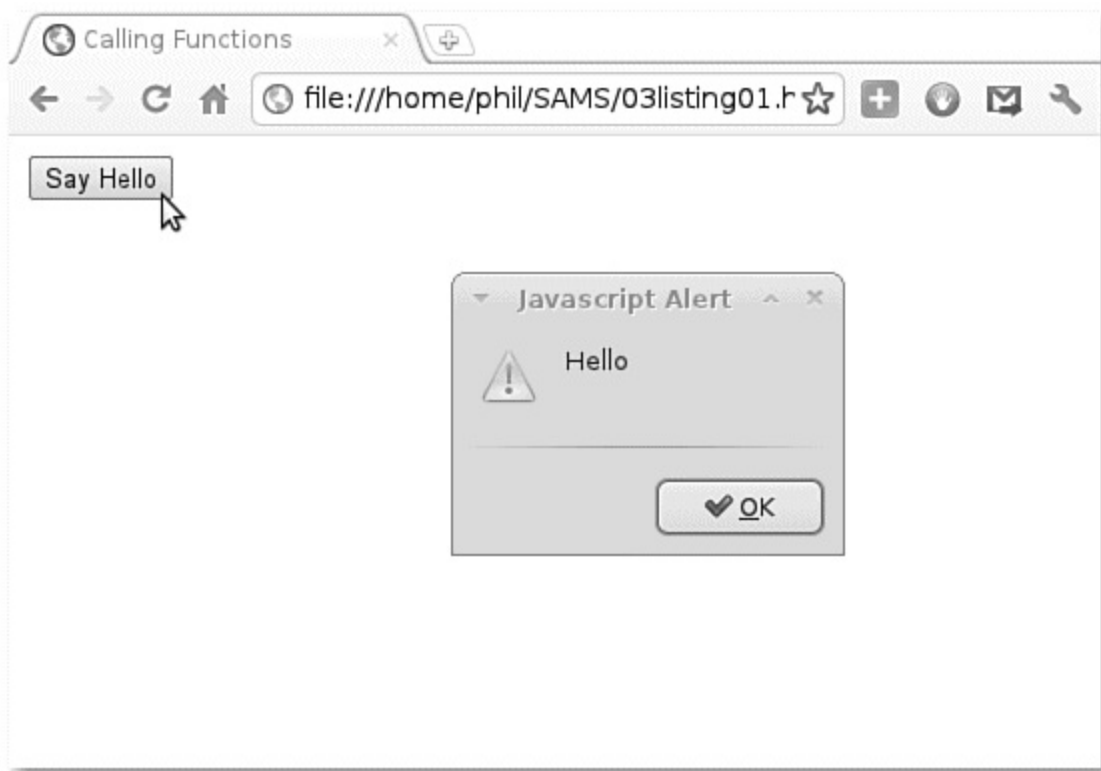 Calling Functions
file:///home/phil/SAMS/03listing01.h
Say Hello
Javascript Alert
Hello
OK